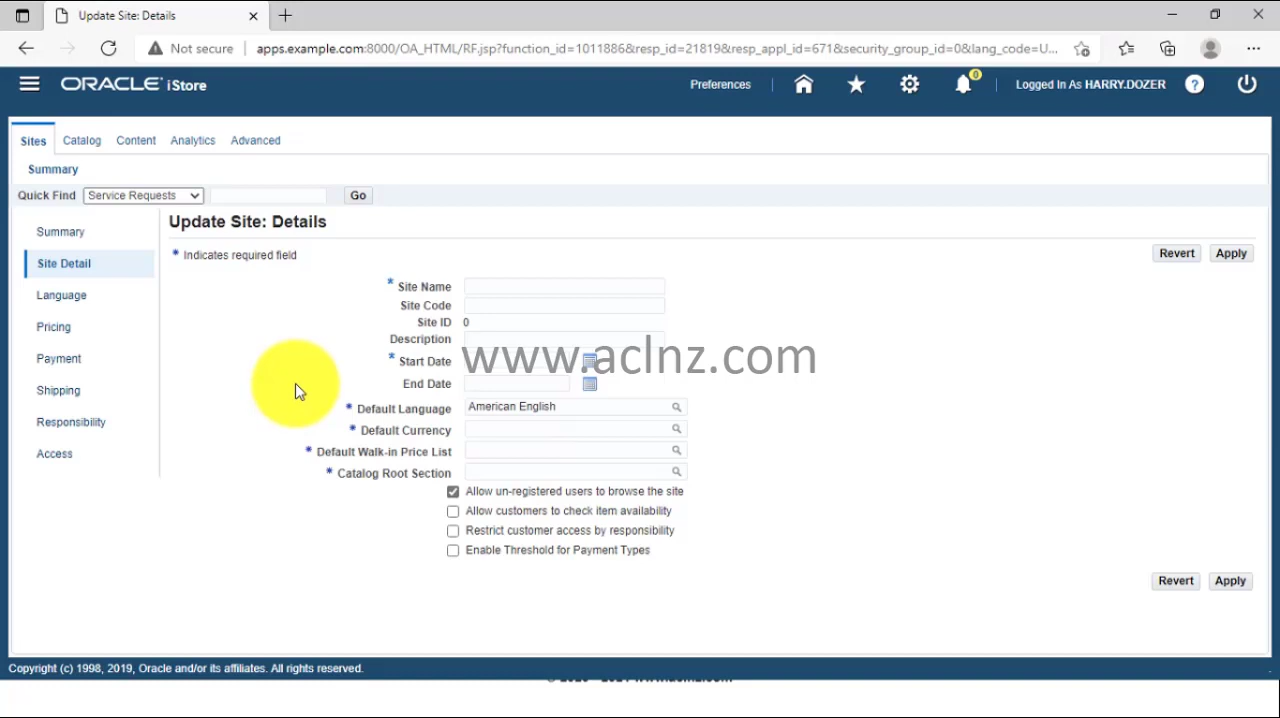 Update Site: Details
Not secure
apps.example.com:8000/OA_HTML/RF.jsp?function_id=1011886&resp_id=21819&resp_appl_id=671&security_group_id=0&lang_code=U...
ORACLE iStore
Preferences
0
Logged In As HARRY.DOZER
?
Sites Catalog Content Analytics Advanced
Summary
Quick Find Service Requests Go
Summary
Site Detail
Language
Pricing
Payment
Shipping
Responsibility
Access
Update Site: Details
* Indicates required field
Revert Apply
* Site Name
Site Code
Site ID 0
Description
* Start Date
www.aclnz.com
End Date
* Default Language American English
* Default Currency
* Default Walk-in Price List
* Catalog Root Section
Allow un-registered users to browse the site
Allow customers to check item availability
Restrict customer access by responsibility
Enable Threshold for Payment Types
Revert Apply
Copyright (c) 1998, 2019, Oracle and/or its affiliates. All rights reserved.